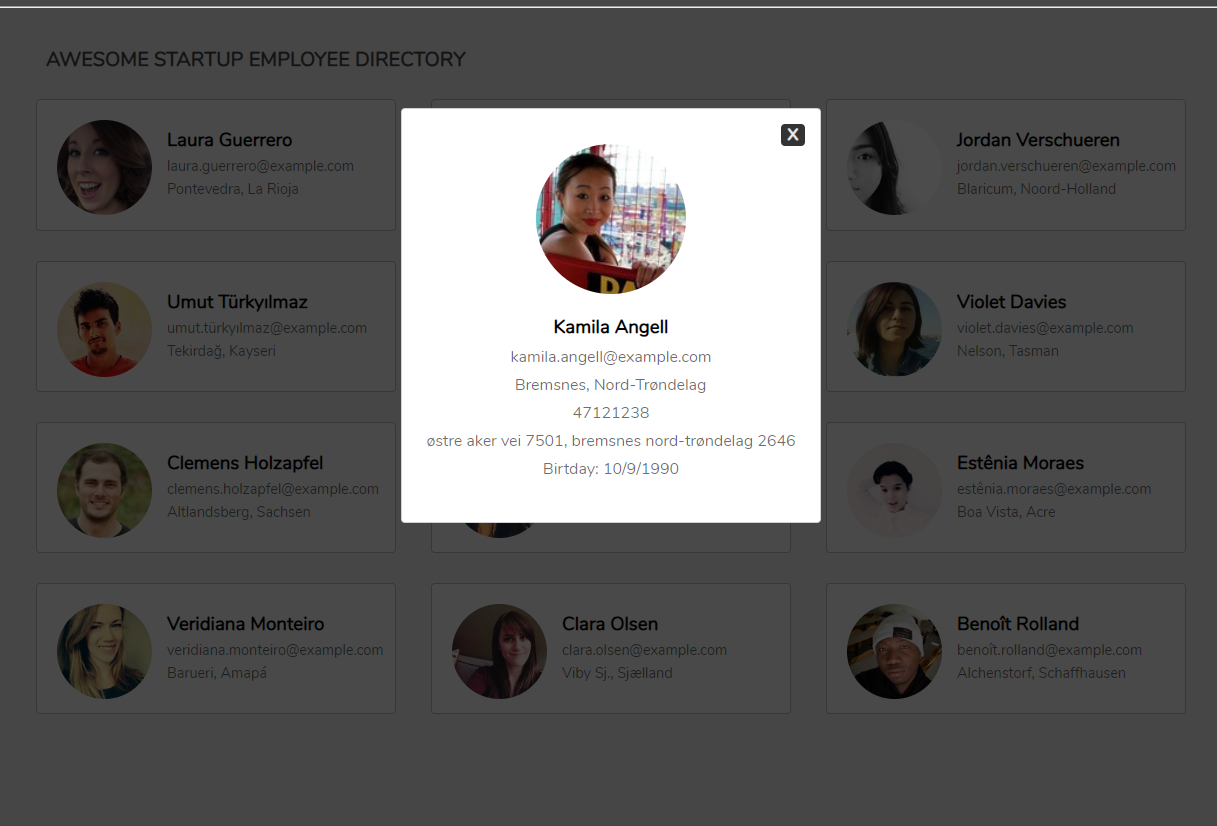 AWESOME STARTUP EMPLOYEE DIRECTORY
Laura Guerrero
laura.guerrero@example.com
Pontevedra, La Rioja
X
Kamila Angell
kamila.angell@example.com
Bremsnes, Nord-Trøndelag
47121238
østre aker vei 7501, bremsnes nord-trøndelag 2646
Birtday: 10/9/1990
Jordan Verschueren
jordan.verschueren@example.com
Blaricum, Noord-Holland
Umut Türkyılmaz
umut.türkyılmaz@example.com
Tekirdağ, Kayseri
Violet Davies
violet.davies@example.com
Nelson, Tasman
Clemens Holzapfel
clemens.holzapfel@example.com
Altlandsberg, Sachsen
Estênia Moraes
estênia.moraes@example.com
Boa Vista, Acre
Veridiana Monteiro
veridiana.monteiro@example.com
Barueri, Amapá
Clara Olsen
clara.olsen@example.com
Viby Sj., Sjælland
Benoît Rolland
benoît.rolland@example.com
Alchenstorf, Schaffhausen